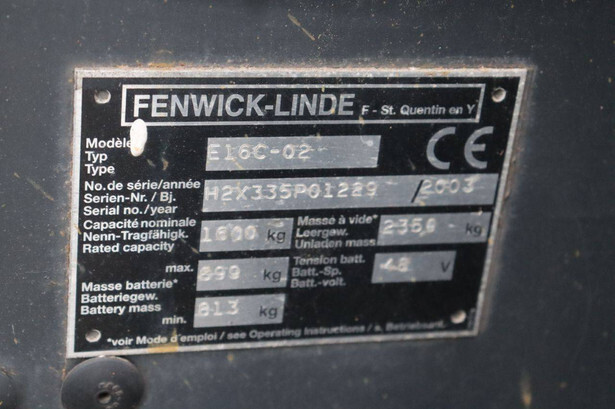 FENWICK-LINDE F - St. Quentin en Y
Modèle
Typ
Type
E16C-02
CE
No. de série/année
Serien-Nr. / Bj.
Serial no./year
H2X335P01229 / 2003
Capacité nominale
Nenn-Tragfähigk.
Rated capacity
1600 kg
Masse à vide*
Leergew.
Unladen mass
2356 kg
max.
899 kg
Masse batterie*
Batteriegew.
Battery mass
min.
813 kg
Tension batt.
Batt.-Sp.
Batt.-volt.
48 V
*voir Mode d'emploi / see Operating Instructions / s. Betriebsanl.